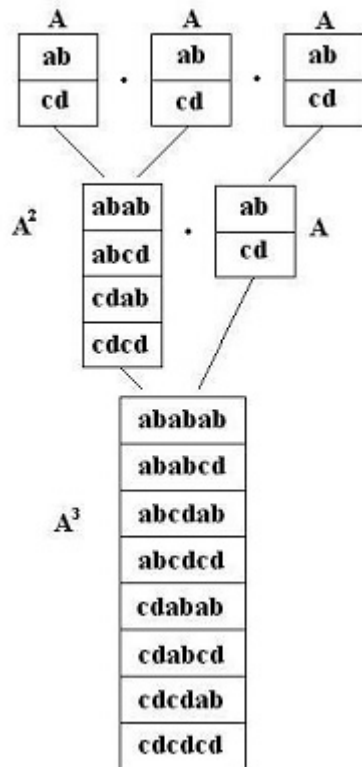 A A A
ab . ab . ab
cd cd cd
A² abab . ab A
abcd cd
cdab
cdcd
ababab
ababcd
A³ abcdab
abcdcd
cdabab
cdabcd
cdcdab
cdcdcd